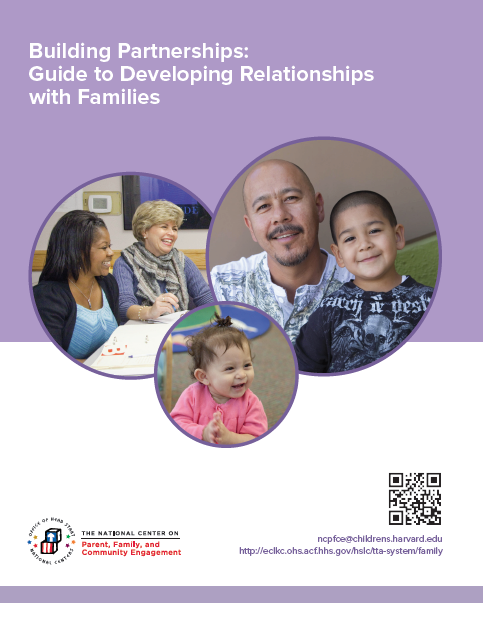 Building Partnerships:
Guide to Developing Relationships
with Families
OFFICE OF HEAD START
NATIONAL CENTERS
THE NATIONAL CENTER ON
Parent, Family, and
Community Engagement
ncpfce@childrens.harvard.edu
http://eclkc.ohs.acf.hhs.gov/hslc/tta-system/family